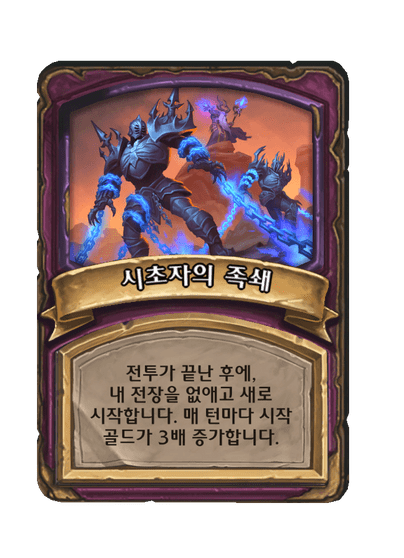 시초자의 족쇄
전투가 끝난 후에,
내 전장을 없애고 새로
시작합니다. 매 턴마다 시작
골드가 3배 증가합니다.